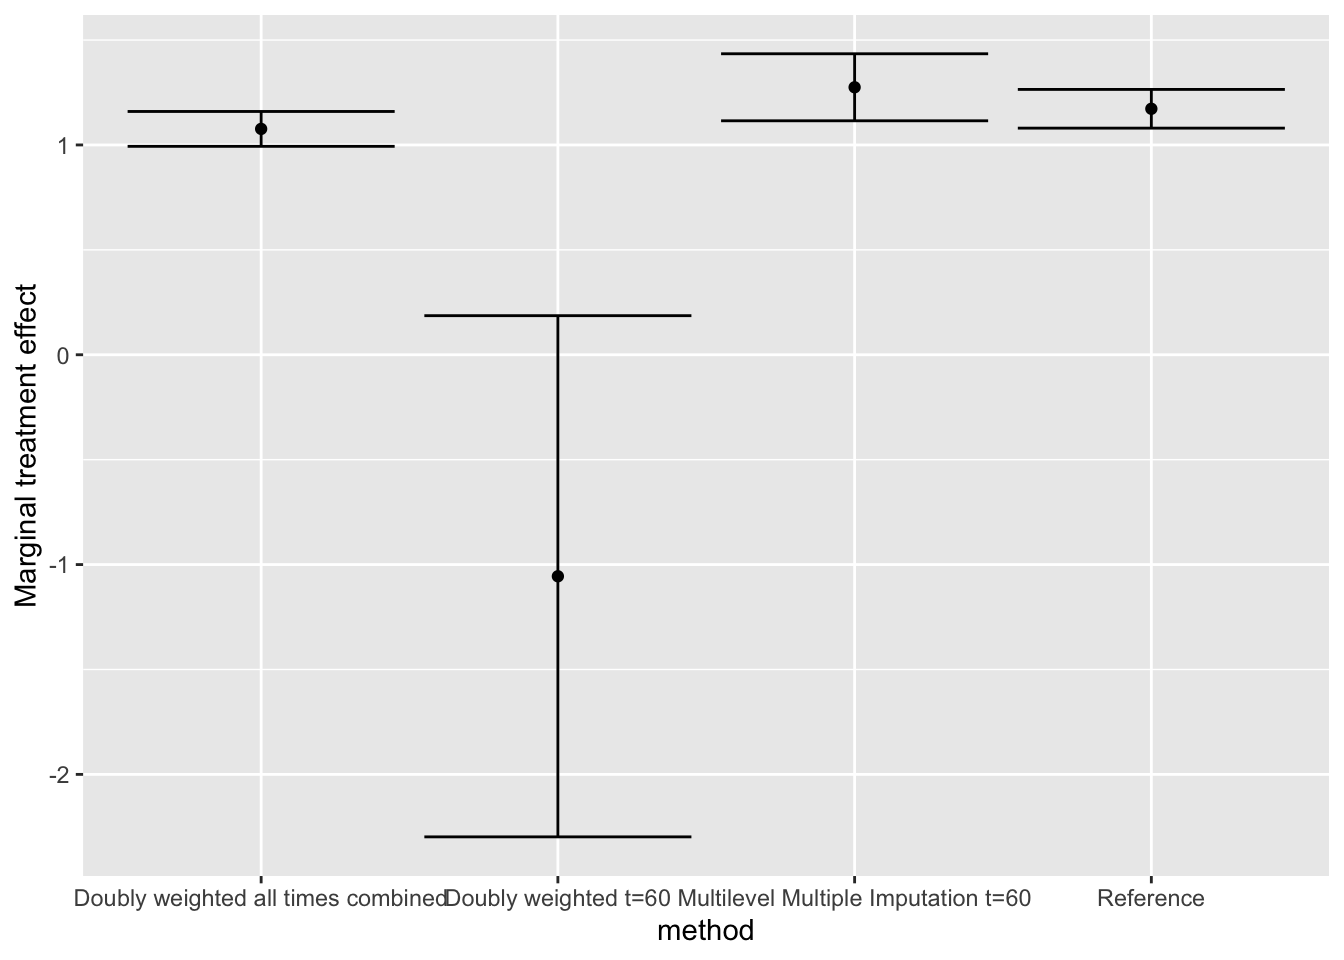 Marginal treatment effect
1
0
-1
-2
Doubly weighted all times combined
Doubly weighted t=60
Multilevel Multiple Imputation t=60
Reference
method